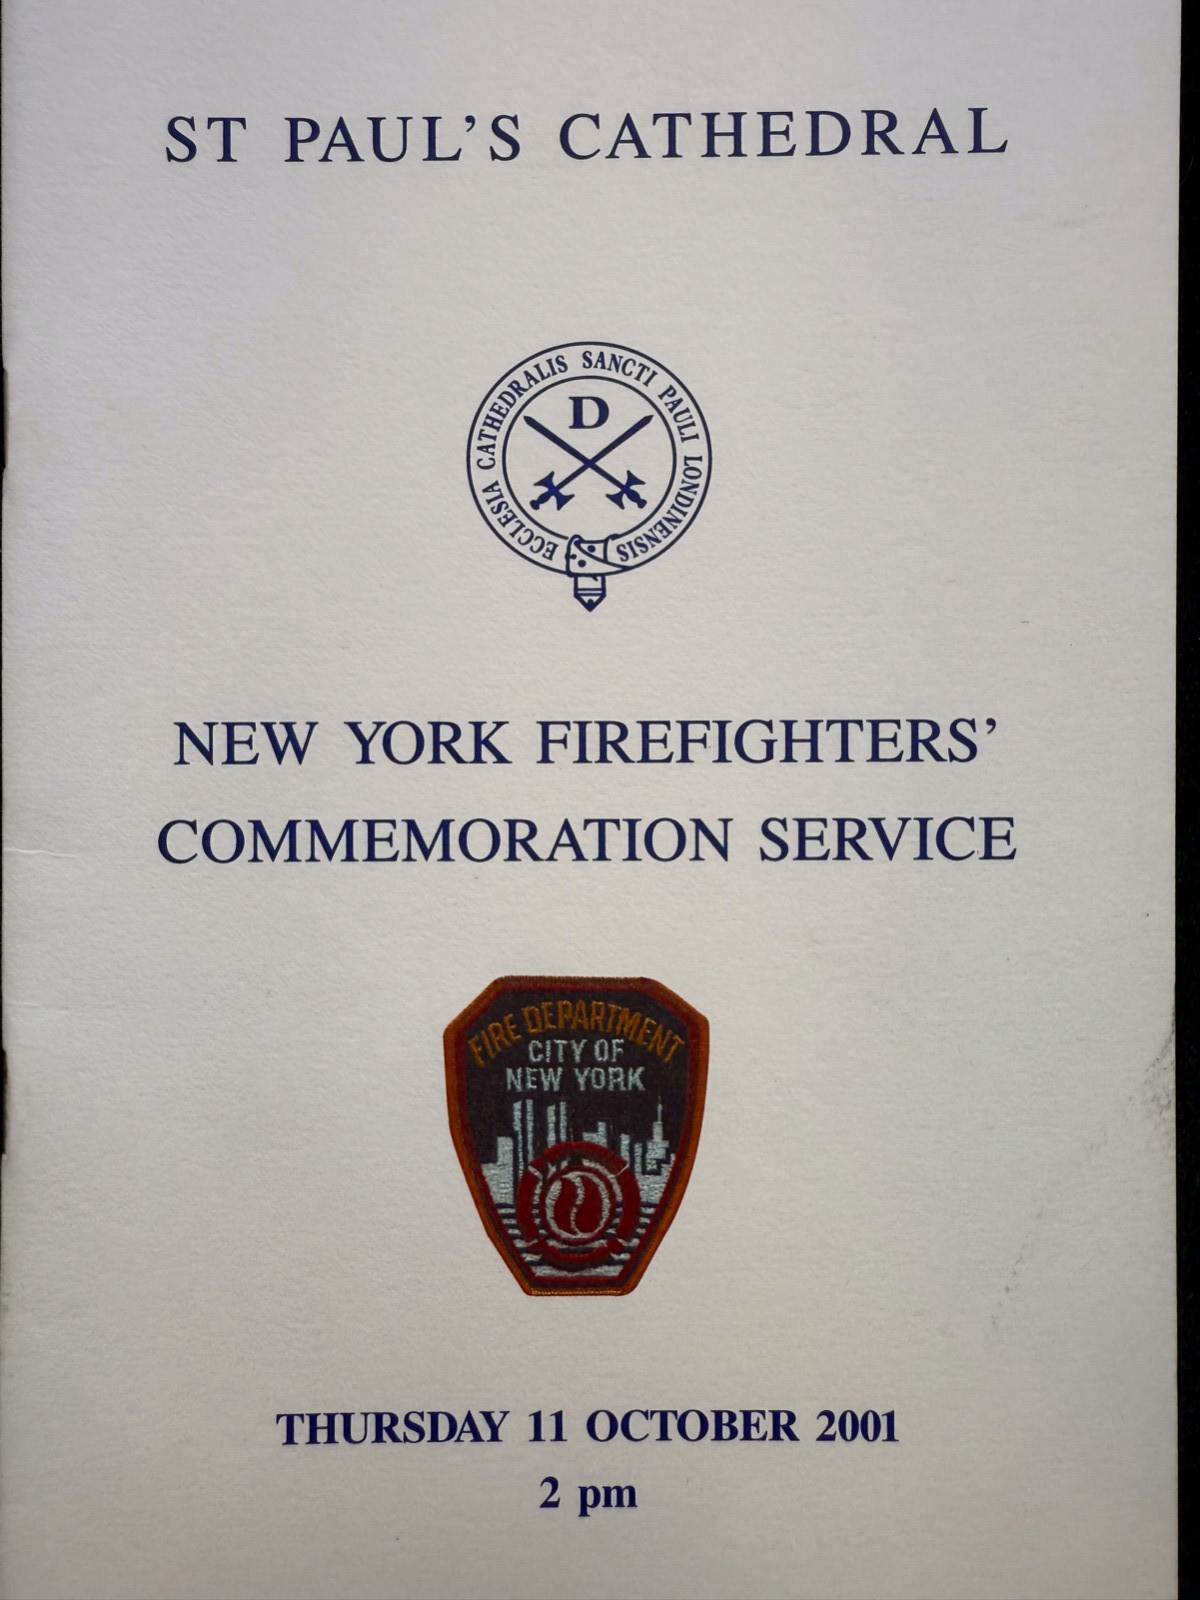 ST PAUL’S CATHEDRAL
ECCLESIA CATHEDRALIS SANCTI PAULI LONDINENSIS
D
NEW YORK FIREFIGHTERS’
COMMEMORATION SERVICE
FIRE DEPARTMENT
CITY OF
NEW YORK
THURSDAY 11 OCTOBER 2001
2 pm